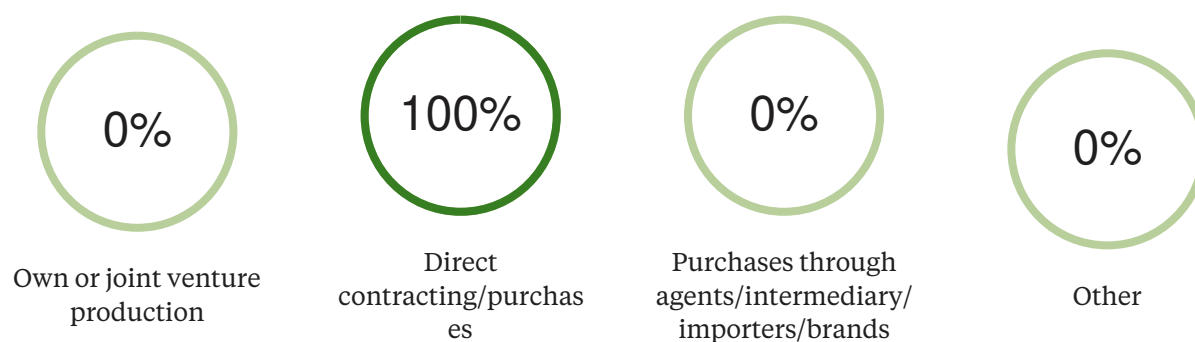 0%
Own or joint venture
production
100%
Direct
contracting/purchas
es
0%
Purchases through
agents/intermediary/
importers/brands
0%
Other